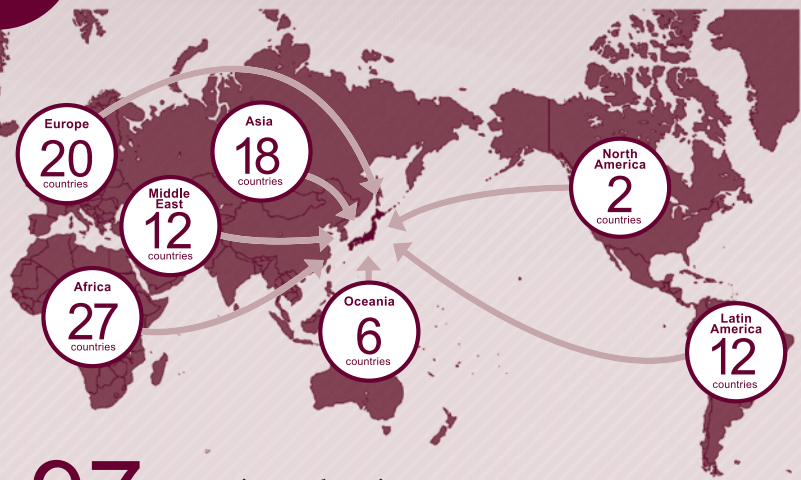 Europe
20
countries
Asia
18
countries
Middle
East
12
countries
Africa
27
countries
Oceania
6
countries
North
America
2
countries
Latin
America
12
countries